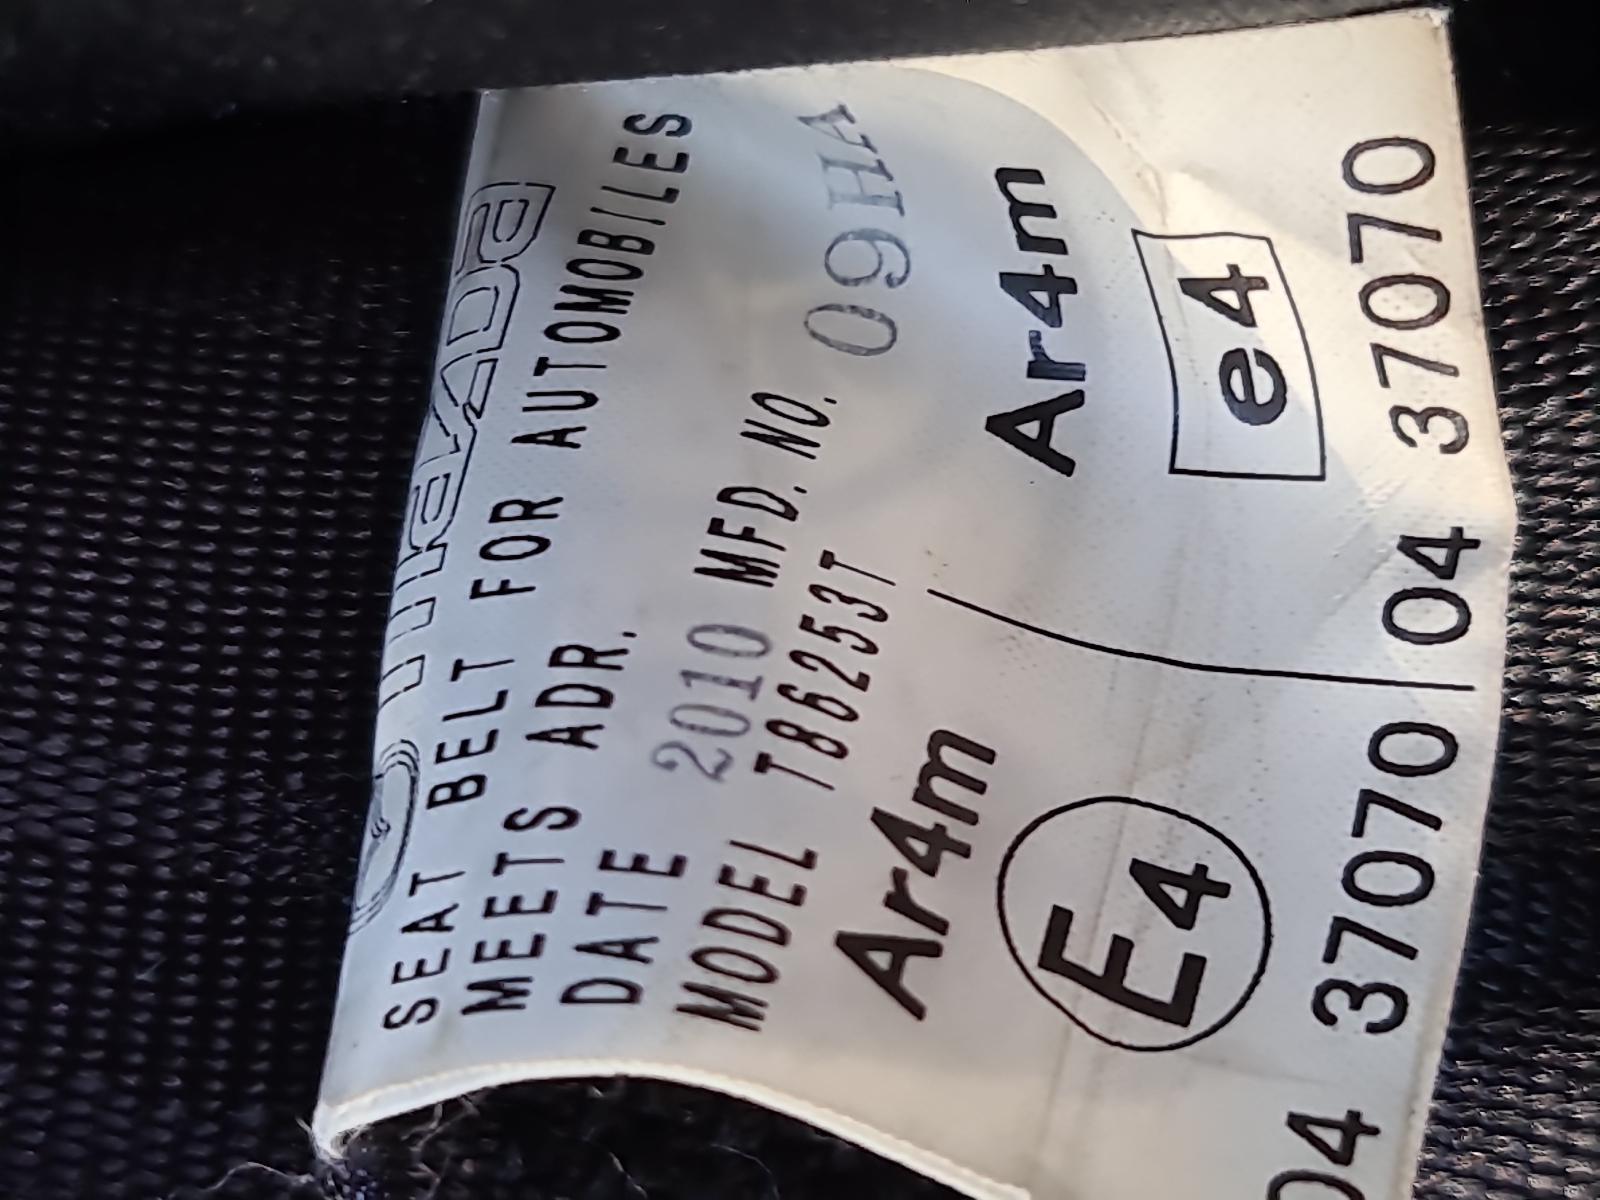 TAKATA
SEAT BELT FOR AUTOMOBILES
MEETS ADR.
DATE 2010 MFD. NO. 09HA
MODEL T86253T
Ar4m
E4
04 37070
Ar4m
e4
04 37070